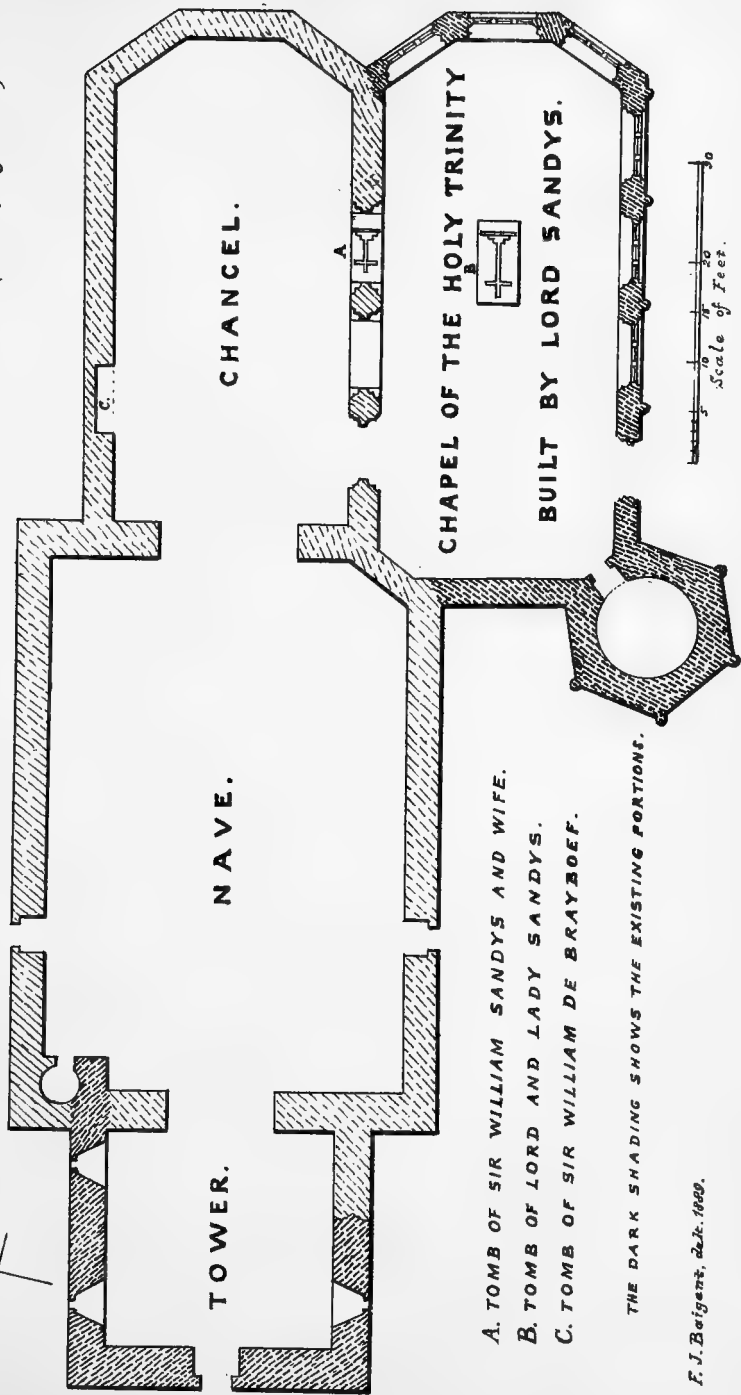 TOWER.
NAVE.
CHANCEL.
C.
A
CHAPEL OF THE HOLY TRINITY
B
BUILT BY LORD SANDYS.
A. TOMB OF SIR WILLIAM SANDYS AND WIFE.
B. TOMB OF LORD AND LADY SANDYS.
C. TOMB OF SIR WILLIAM DE BRAYBOEF.
THE DARK SHADING SHOWS THE EXISTING PORTIONS.
5 10 15 20 30
Scale of Feet.
F. J. Baigent, delt. 1889.